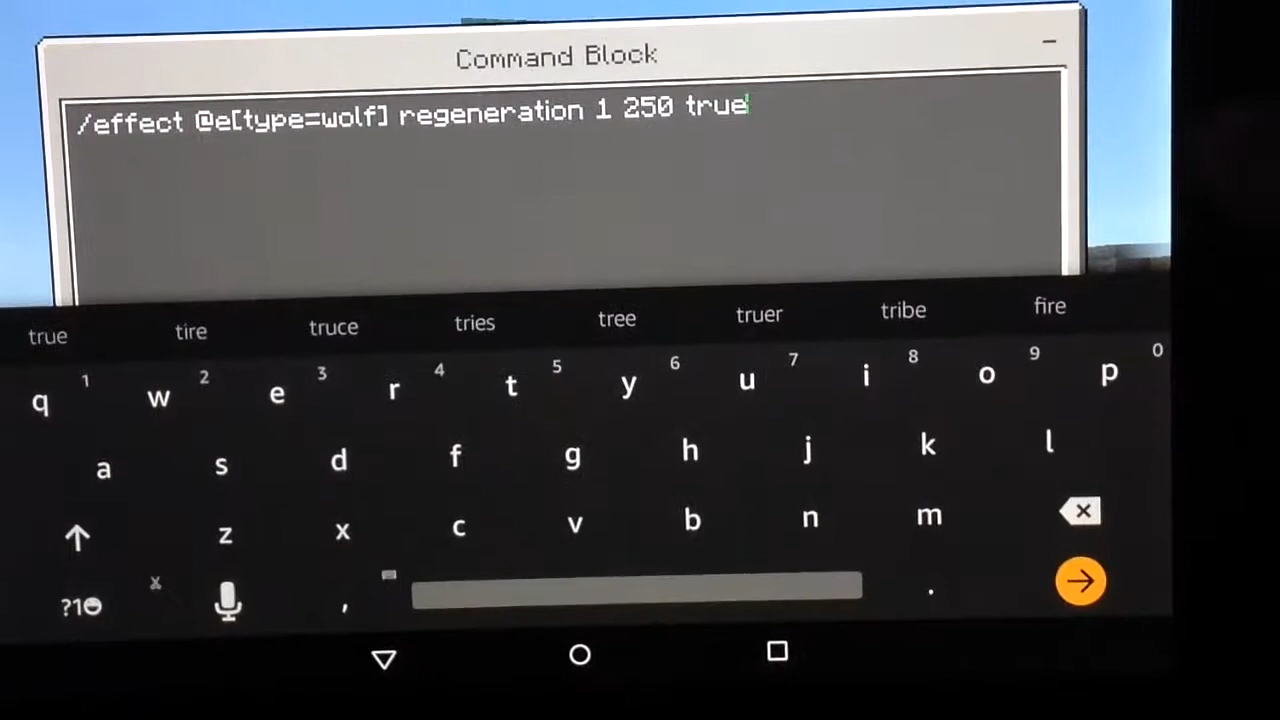 Command Block
/effect @e[type=wolf] regeneration 1 250 true
true tire truce tries tree truer tribe fire
1 2 3 4 5 6 7 8 9 0
q w e r t y u i o p
a s d f g h j k l
z x c v b n m
?1☻ , .